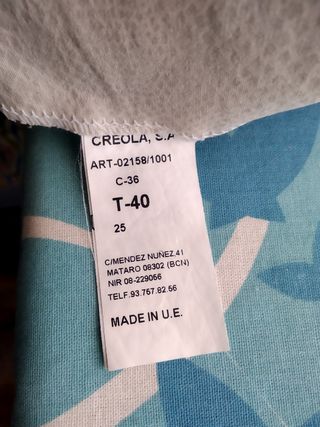 CREOLA, S.A
ART-02158/1001
C-36
T-40
25
C/MENDEZ NUÑEZ,41
MATARO 08302 (BCN)
NIR 08-229056
TELF.93.757.82.56
MADE IN U.E.